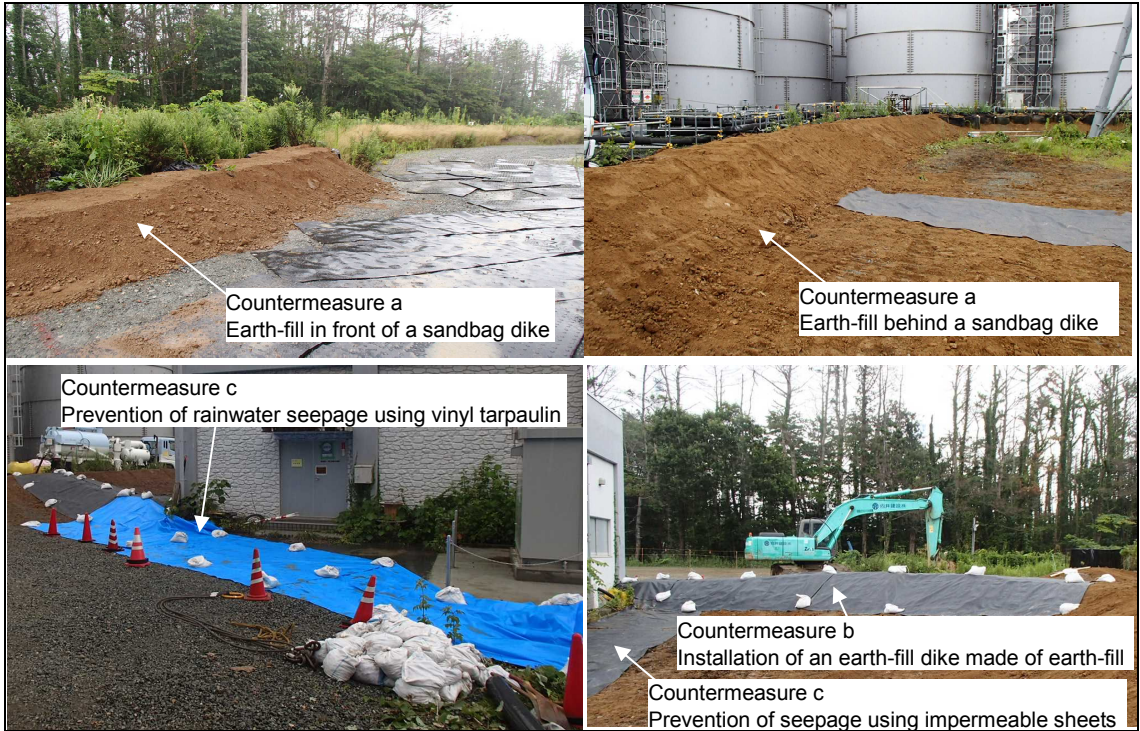 Countermeasure a
Earth-fill in front of a sandbag dike
Countermeasure a
Earth-fill behind a sandbag dike
Countermeasure c
Prevention of rainwater seepage using vinyl tarpaulin
Countermeasure b
Installation of an earth-fill dike made of earth-fill
Countermeasure c
Prevention of seepage using impermeable sheets